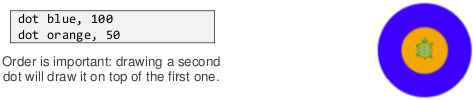 dot blue, 100
dot orange, 50
Order is important: drawing a second
dot will draw it on top of the first one.